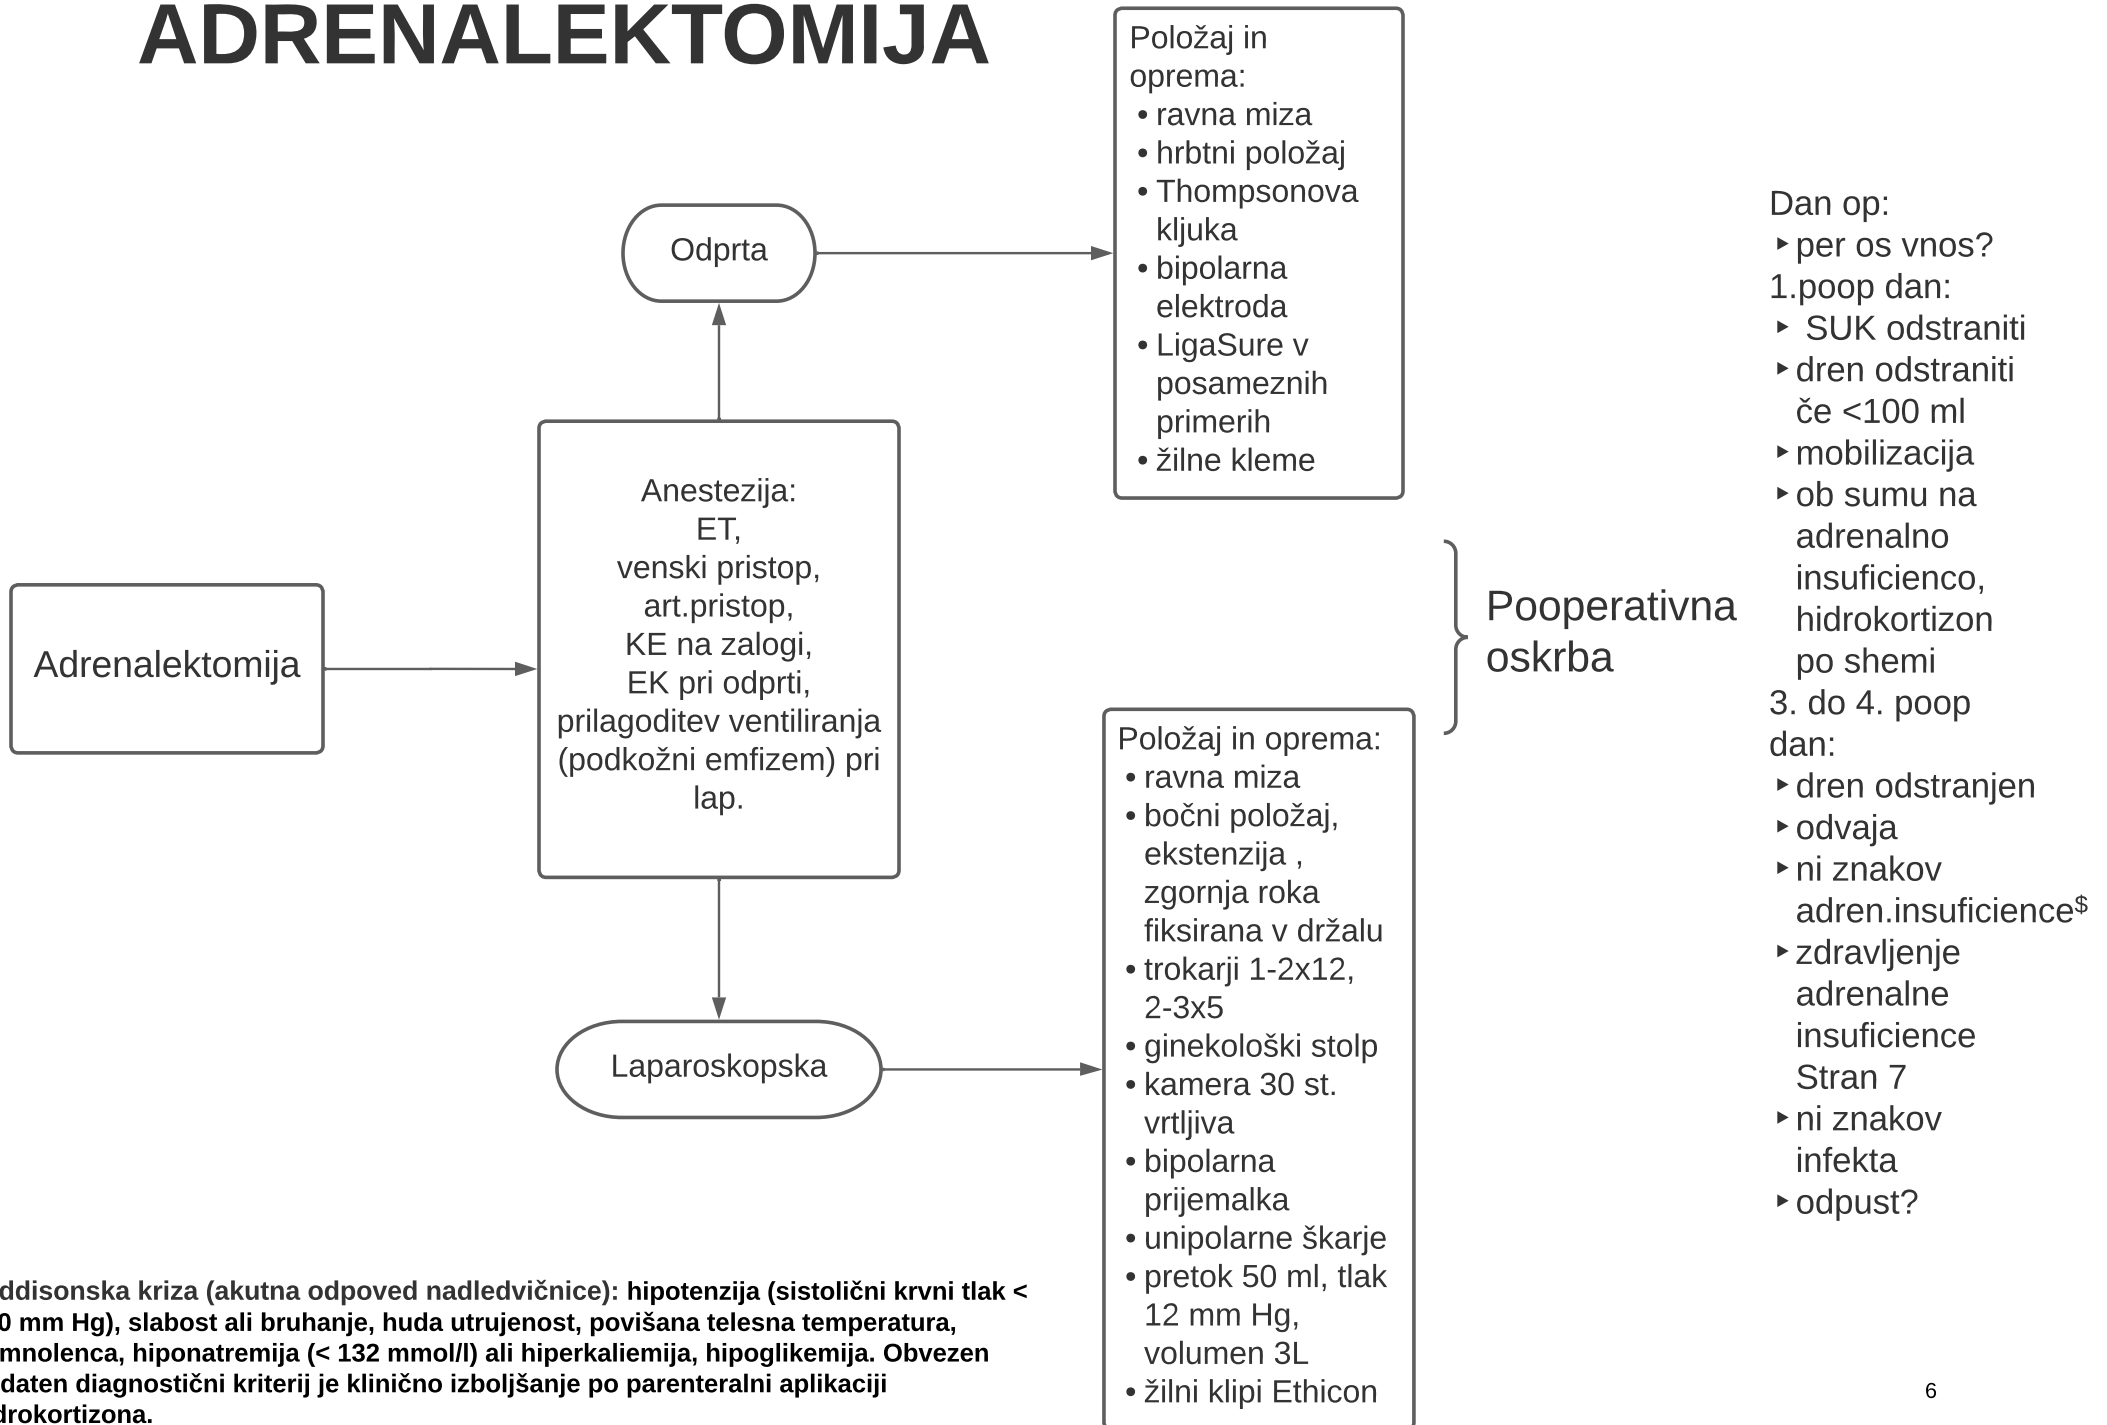 ADRENALEKTOMIJA
Adrenalektomija
Odprta
Anestezija:
ET,
venski pristop,
art.pristop,
KE na zalogi,
EK pri odprti,
prilagoditev ventiliranja
(podkožni emfizem) pri
lap.
Laparoskopska
Položaj in
oprema:
• ravna miza
• hrbtni položaj
• Thompsonova
kljuka
• bipolarna
elektroda
• LigaSure v
posameznih
primerih
• žilne kleme
Položaj in oprema:
• ravna miza
• bočni položaj,
ekstenzija ,
zgornja roka
fiksirana v držalu
• trokarji 1-2x12,
2-3x5
• ginekološki stolp
• kamera 30 st.
vrtljiva
• bipolarna
prijemalka
• unipolarne škarje
• pretok 50 ml, tlak
12 mm Hg,
volumen 3L
• žilni klipi Ethicon
Pooperativna
oskrba
Dan op:
‣ per os vnos?
1.poop dan:
‣ SUK odstraniti
‣ dren odstraniti
če <100 ml
‣ mobilizacija
‣ ob sumu na
adrenalno
insuficienco,
hidrokortizon
po shemi
3. do 4. poop
dan:
‣ dren odstranjen
‣ odvaja
‣ ni znakov
adren.insuficience$
‣ zdravljenje
adrenalne
insuficience
Stran 7
‣ ni znakov
infekta
‣ odpust?
ddisonska kriza (akutna odpoved nadledvičnice): hipotenzija (sistolični krvni tlak <
0 mm Hg), slabost ali bruhanje, huda utrujenost, povišana telesna temperatura,
mnolenca, hiponatremija (< 132 mmol/l) ali hiperkaliemija, hipoglikemija. Obvezen
daten diagnostični kriterij je klinično izboljšanje po parenteralni aplikaciji
drokortizona.
6